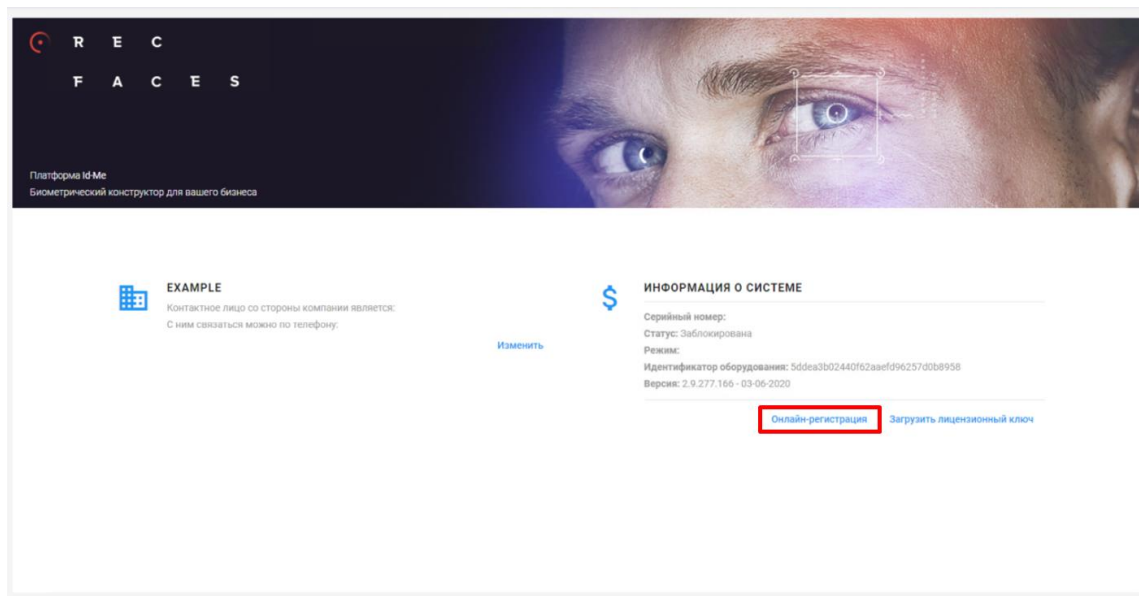 REC
FACES
Платформа Id-Me
Биометрический конструктор для вашего бизнеса
EXAMPLE
Контактное лицо со стороны компании является:
С ним связаться можно по телефону:
Изменить
ИНФОРМАЦИЯ О СИСТЕМЕ
Серийный номер:
Статус: Заблокирована
Режим:
Идентификатор оборудования: 5ddea3b02440f62aaefd96257d0b8958
Версия: 2.9.277.166 - 03-06-2020
Онлайн-регистрация Загрузить лицензионный ключ